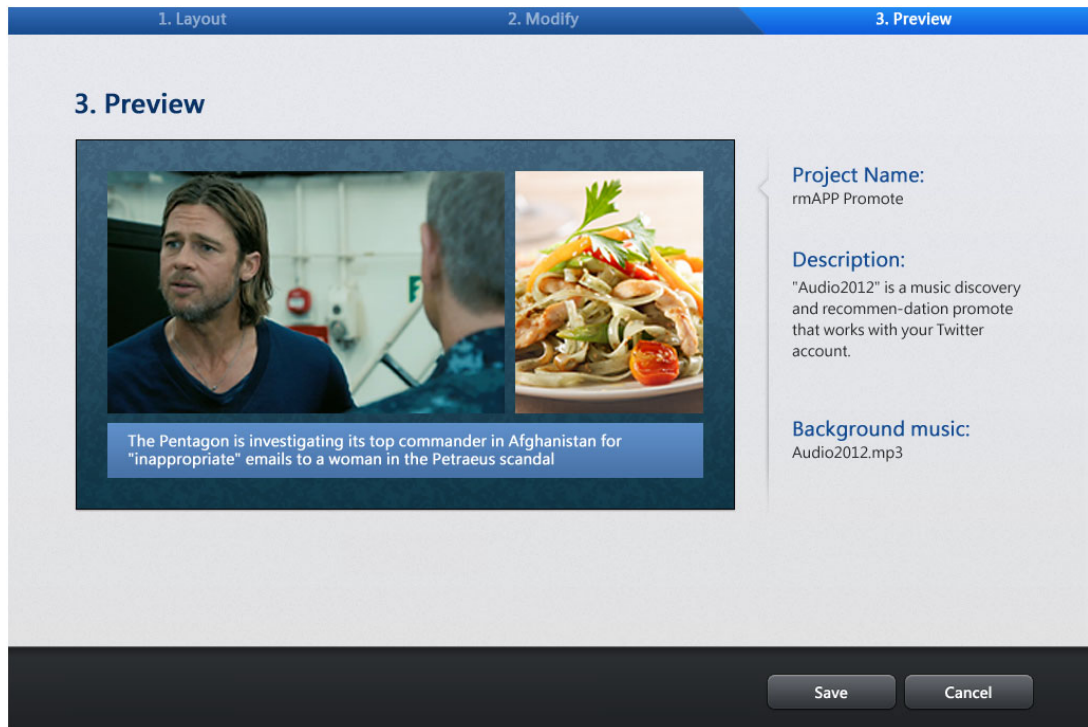 1. Layout
2. Modify
3. Preview
3. Preview
The Pentagon is investigating its top commander in Afghanistan for
"inappropriate" emails to a woman in the Petraeus scandal
Project Name:
rmAPP Promote
Description:
"Audio2012" is a music discovery
and recommen-dation promote
that works with your Twitter
account.
Background music:
Audio2012.mp3
Save
Cancel